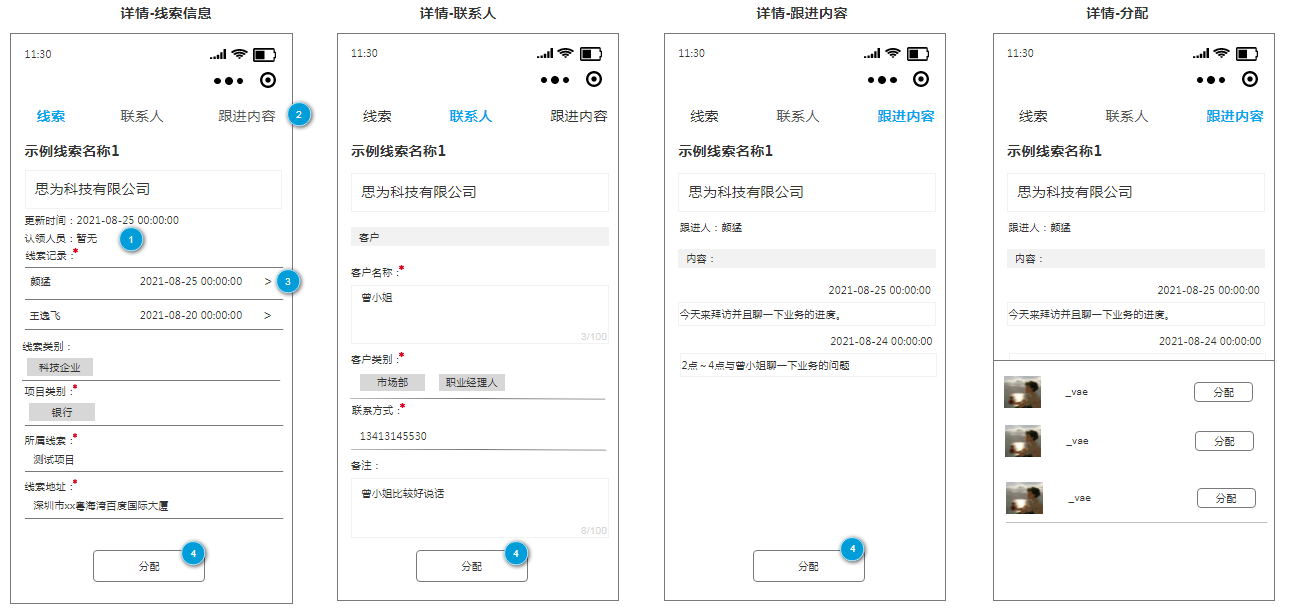 详情-线索信息
11:30
线索 联系人 跟进内容 2
示例线索名称1
思为科技有限公司
更新时间：2021-08-25 00:00:00
认领人员：暂无 1
线索记录：*
颜猛 2021-08-25 00:00:00 > 3
王逸飞 2021-08-20 00:00:00 >
线索类别：
科技企业
项目类别：*
银行
所属线索：*
测试项目
线索地址：*
深圳市xx粤海湾百度国际大厦
分配 4
详情-联系人
11:30
线索 联系人 跟进内容
示例线索名称1
思为科技有限公司
客户
客户名称：*
曾小姐
3/100
客户类别：*
市场部 职业经理人
联系方式：*
13413145530
备注：
曾小姐比较好说话
8/100
分配 4
详情-跟进内容
11:30
线索 联系人 跟进内容
示例线索名称1
思为科技有限公司
跟进人：颜猛
内容：
2021-08-25 00:00:00
今天来拜访并且聊一下业务的进度。
2021-08-24 00:00:00
2点～4点与曾小姐聊一下业务的问题
分配 4
详情-分配
11:30
线索 联系人 跟进内容
示例线索名称1
思为科技有限公司
跟进人：颜猛
内容：
2021-08-25 00:00:00
今天来拜访并且聊一下业务的进度。
2021-08-24 00:00:00
_vae 分配
_vae 分配
_vae 分配